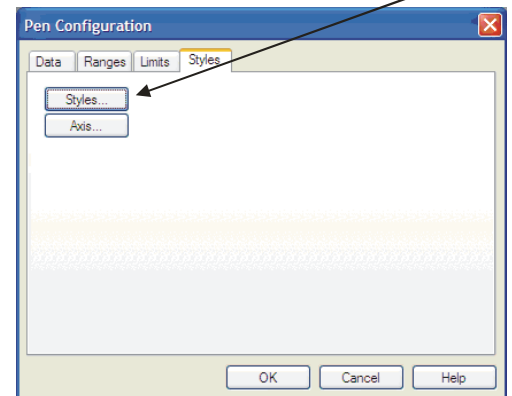 Pen Configuration
Data Ranges Limits Styles
Styles...
Axis...
OK Cancel Help